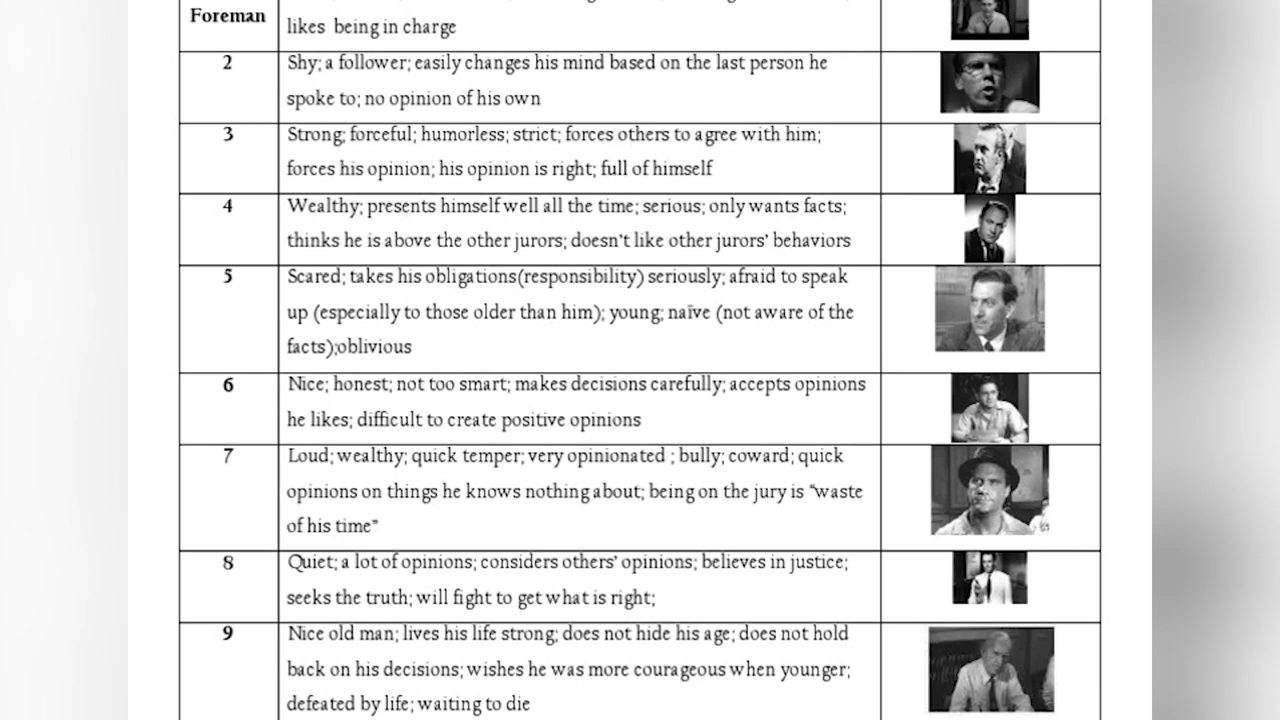 Foreman
likes being in charge
2
Shy; a follower; easily changes his mind based on the last person he
spoke to; no opinion of his own
3
Strong; forceful; humorless; strict; forces others to agree with him;
forces his opinion; his opinion is right; full of himself
4
Wealthy; presents himself well all the time; serious; only wants facts;
thinks he is above the other jurors; doesn't like other jurors' behaviors
5
Scared; takes his obligations(responsibility) seriously; afraid to speak
up (especially to those older than him); young; naïve (not aware of the
facts);oblivious
6
Nice; honest; not too smart; makes decisions carefully; accepts opinions
he likes; difficult to create positive opinions
7
Loud; wealthy; quick temper; very opinionated ; bully; coward; quick
opinions on things he knows nothing about; being on the jury is "waste
of his time"
8
Quiet; a lot of opinions; considers others' opinions; believes in justice;
seeks the truth; will fight to get what is right;
9
Nice old man; lives his life strong; does not hide his age; does not hold
back on his decisions; wishes he was more courageous when younger;
defeated by life; waiting to die